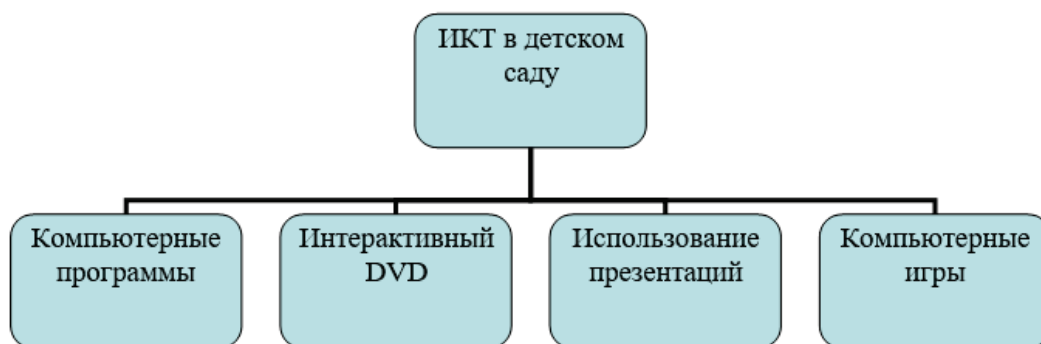 ИКТ в детском
саду
Компьютерные
программы
Интерактивный
DVD
Использование
презентаций
Компьютерные
игры